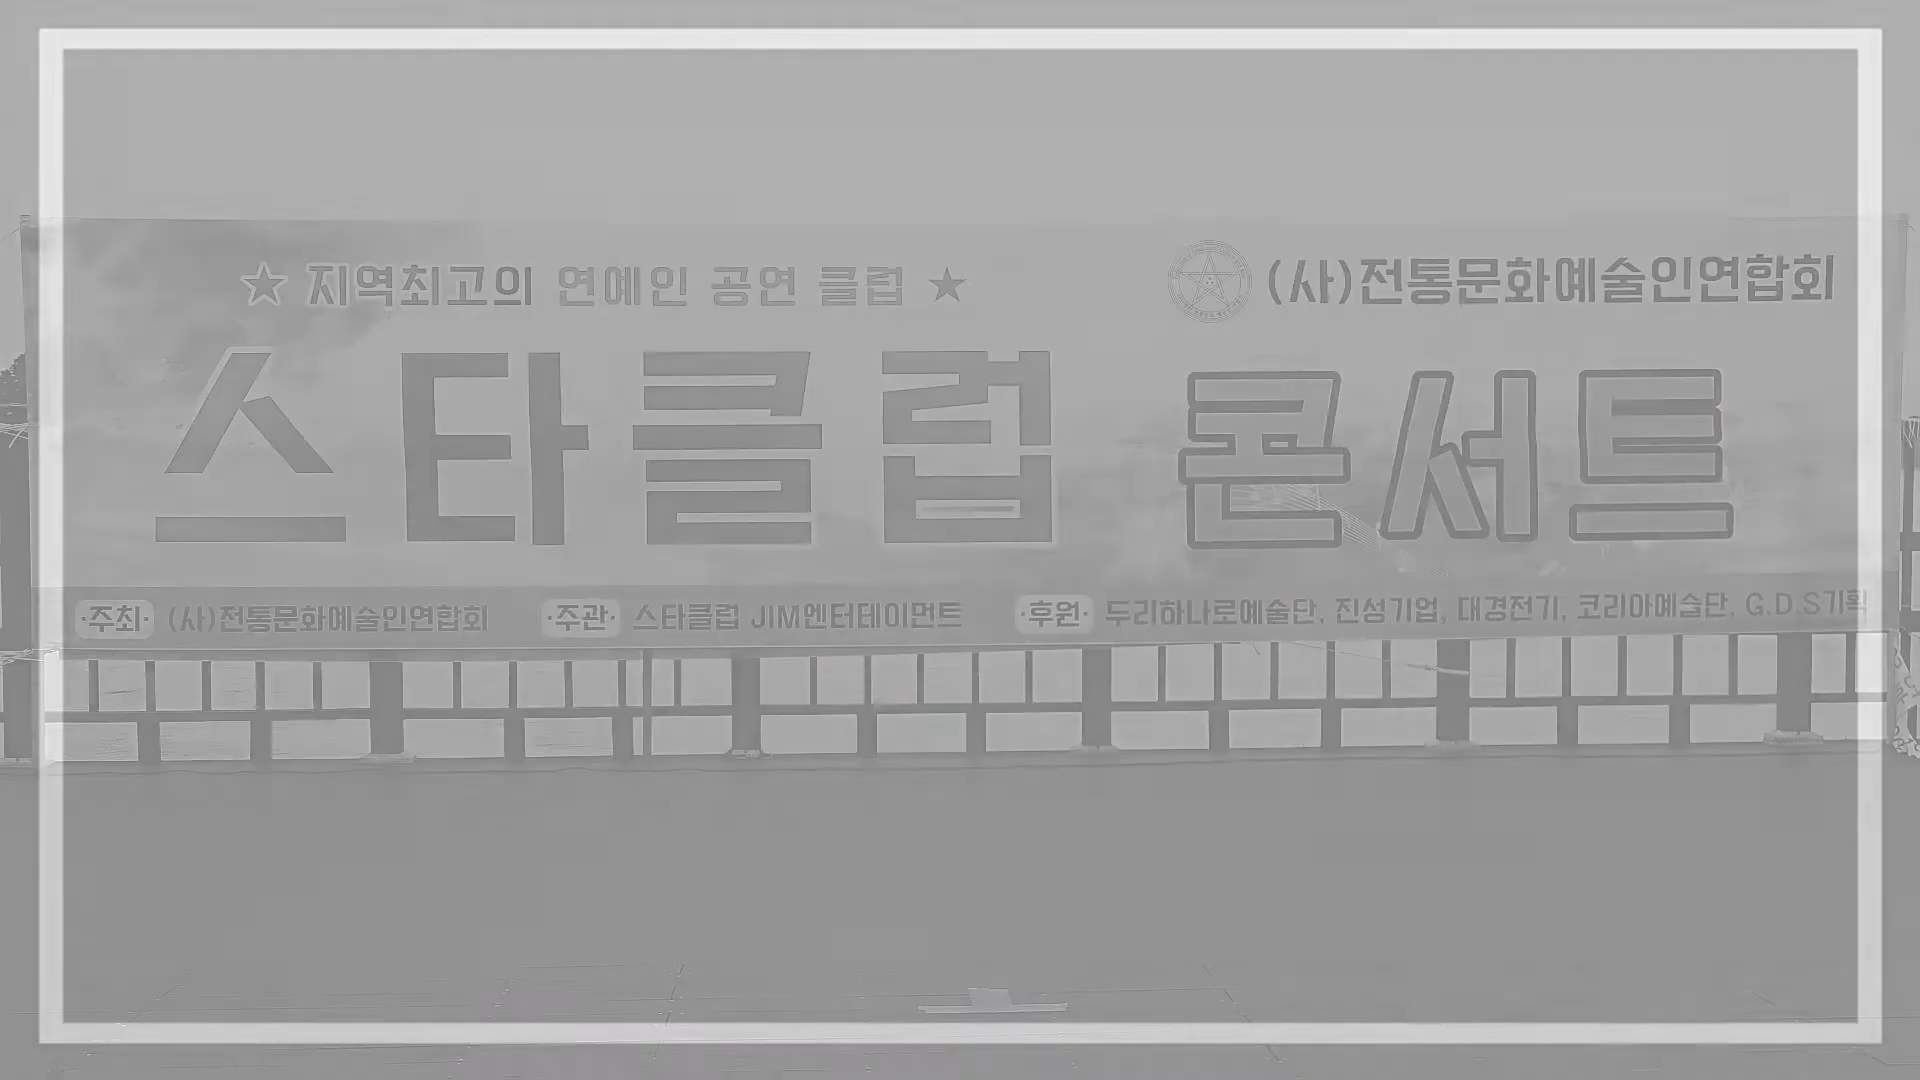 ★ 지역최고의 연예인 공연 클럽 ★
(사)전통문화예술인연합회
스타클럽 콘서트
·주최· (사)전통문화예술인연합회 ·주관· 스타클럽 JIM엔터테이먼트 ·후원· 두리하나로예술단, 진성기업, 대경전기, 코리아예술단, G.D.S기획